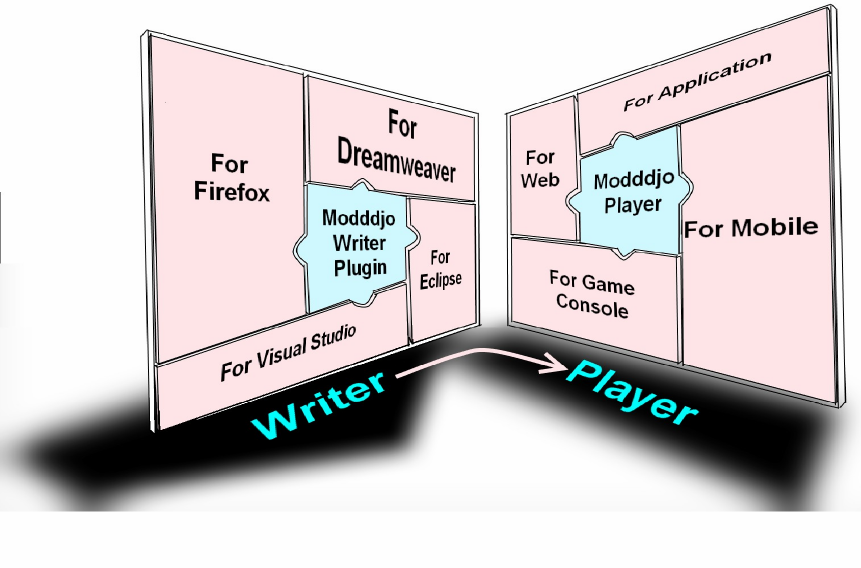 For
Firefox
For
Dreamweaver
Modddjo
Writer
Plugin
For
Eclipse
For Visual Studio
Writer
For Application
For
Web
Modddjo
Player
For Mobile
For Game
Console
Player